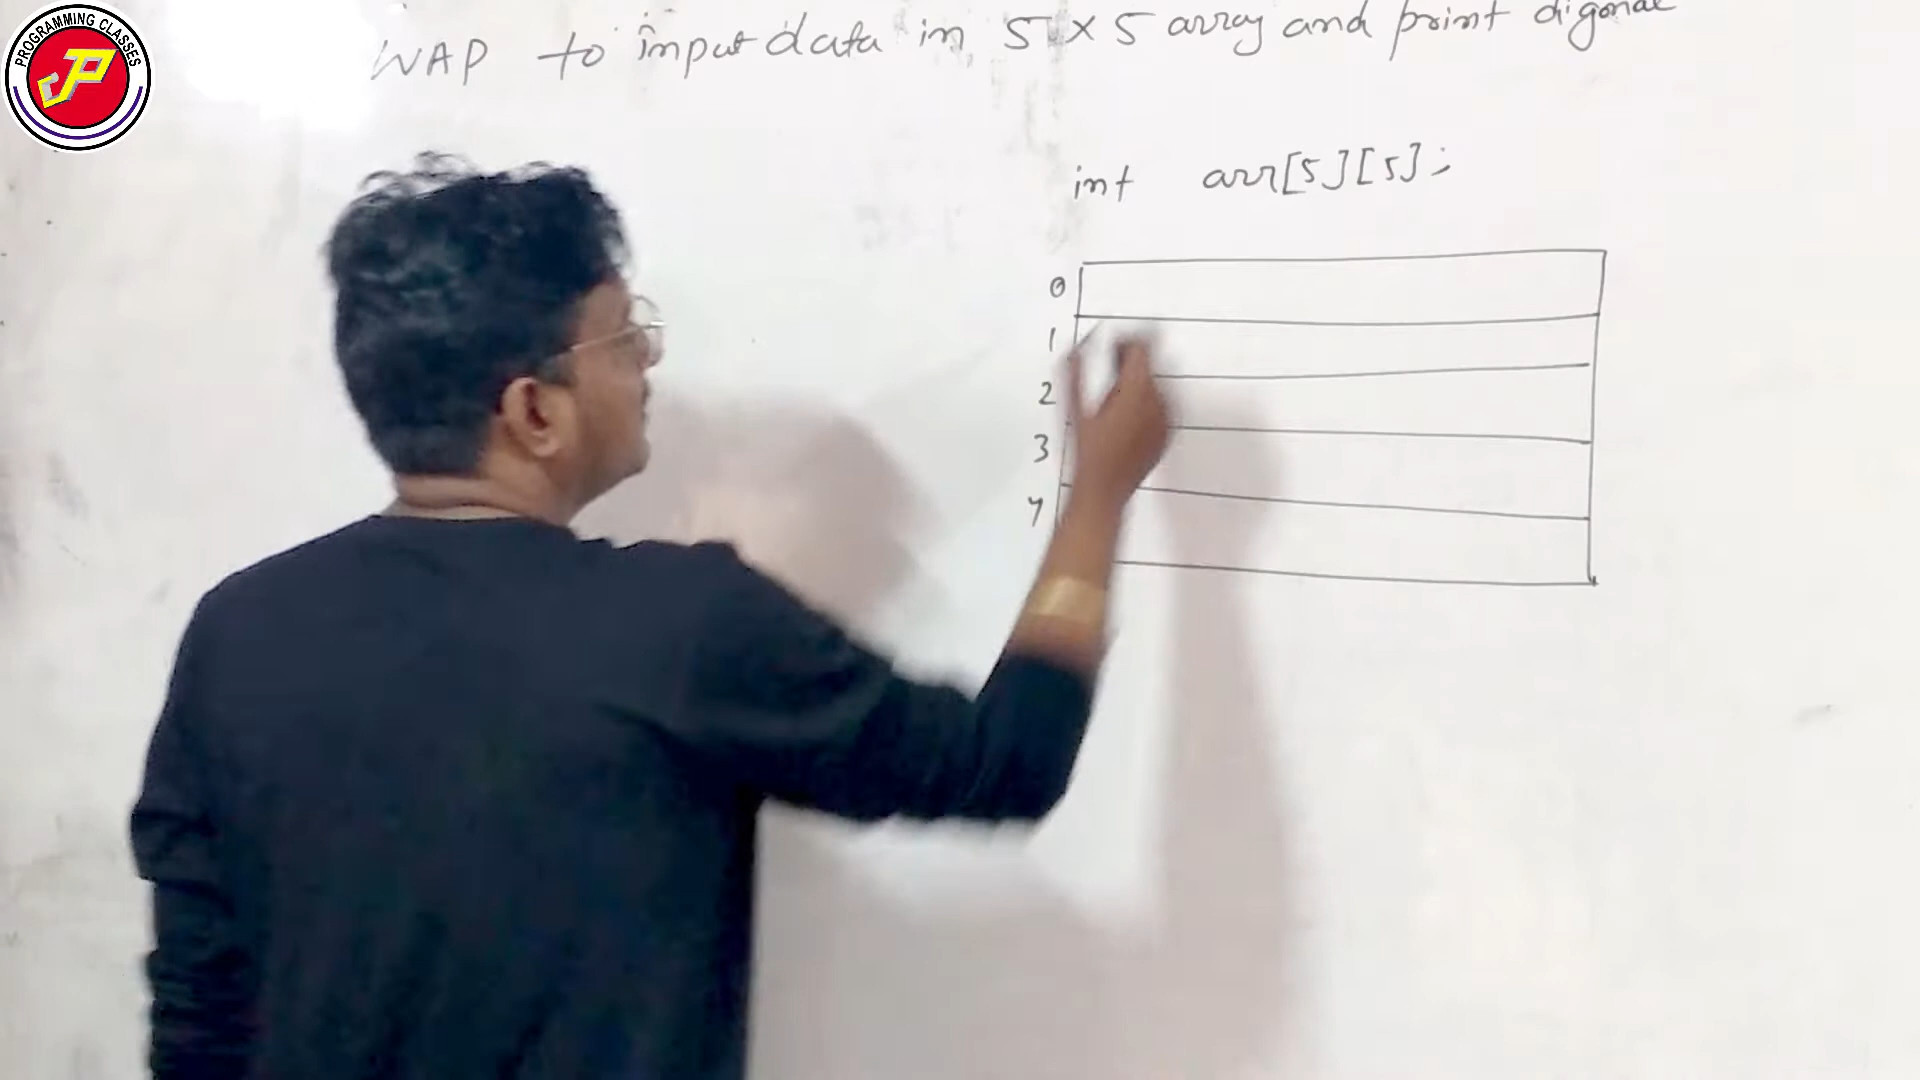 PROGRAMMING CLASSES
JP
WAP to input data in 5 x 5 array and print digonal
int arr[5][5];
0
1
2
3
4